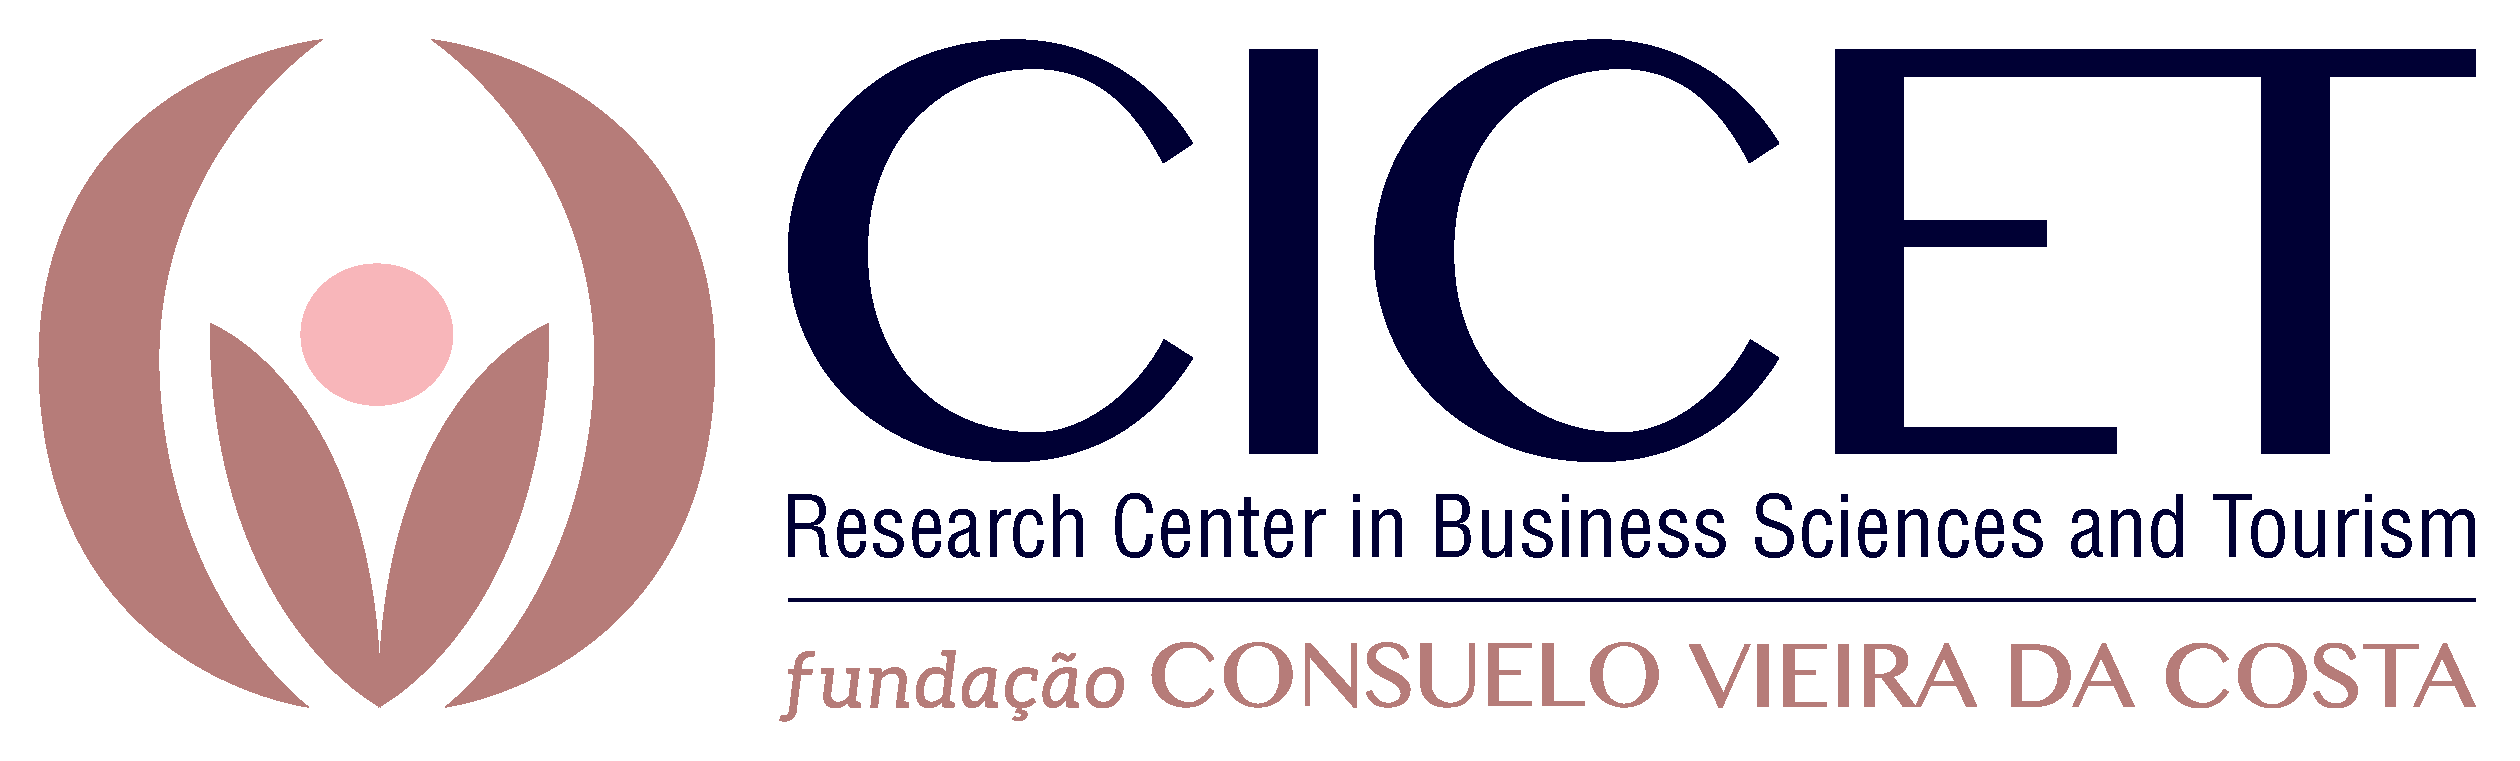 CICET
Research Center in Business Sciences and Tourism
fundação CONSUELO VIEIRA DA COSTA